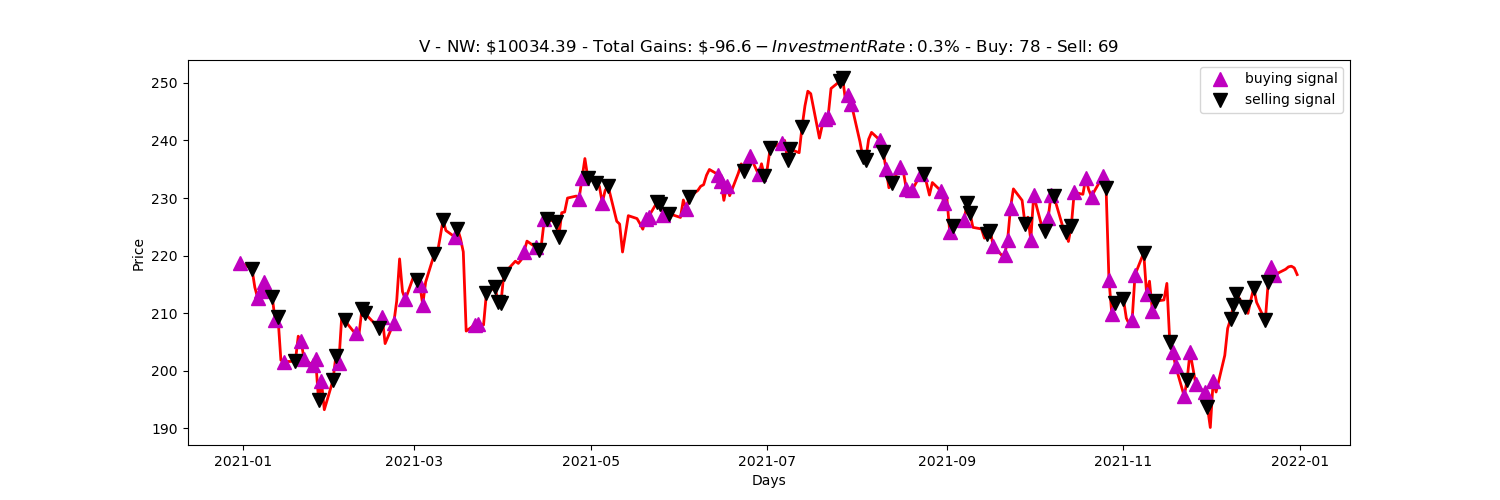 V - NW: $10034.39 - Total Gains: $-96.6 - InvestmentRate : 0.3% - Buy: 78 - Sell: 69
buying signal
selling signal
Price
250
240
230
220
210
200
190
2021-01
2021-03
2021-05
2021-07
2021-09
2021-11
2022-01
Days